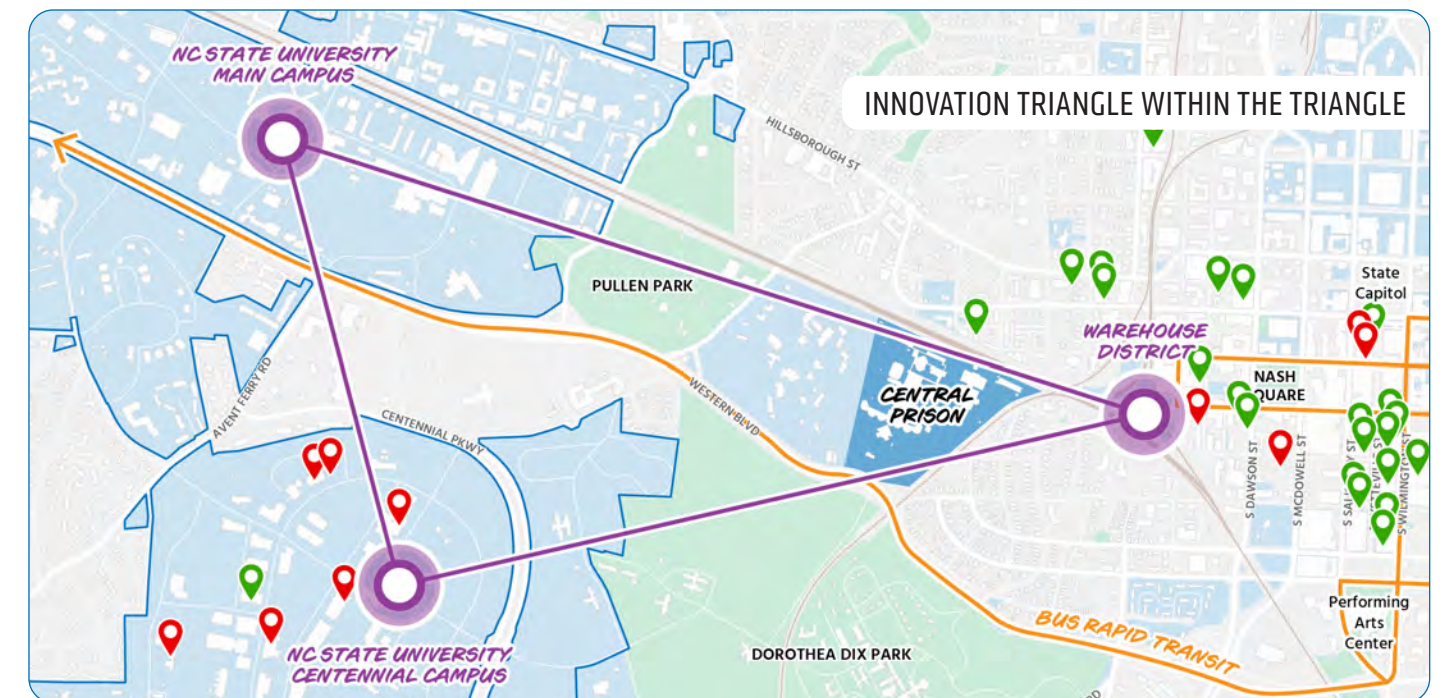 NC STATE UNIVERSITY
MAIN CAMPUS
INNOVATION TRIANGLE WITHIN THE TRIANGLE
HILLSBOROUGH ST
PULLEN PARK
State
Capitol
WAREHOUSE
DISTRICT
NASH
QUARE
CENTRAL
PRISON
AVENT FERRY RD
WESTERN BLVD
CENTENNIAL PKWY
S DAWSON ST
S MCDOWELL ST
S WILMINGTON ST
Performing
Arts
Center
BUS RAPID TRANSIT
NC STATE UNIVERSITY
CENTENNIAL CAMPUS
DOROTHEA DIX PARK